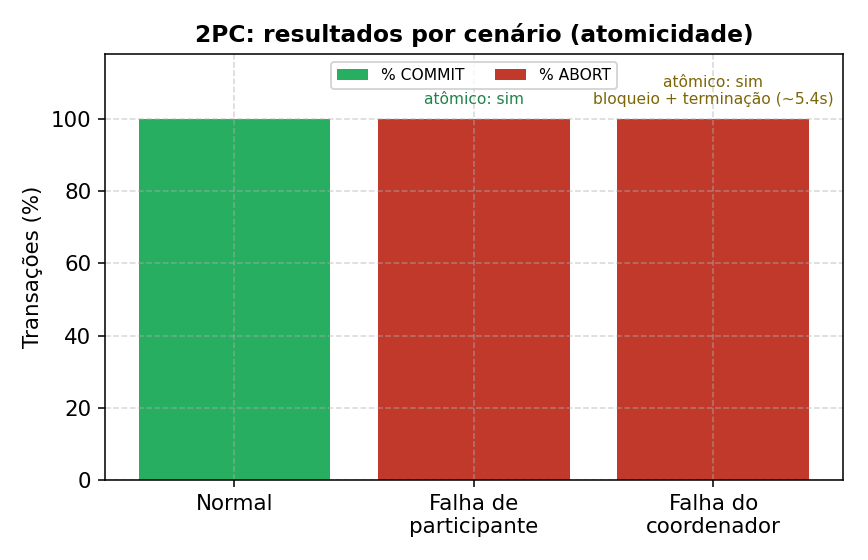 2PC: resultados por cenário (atomicidade)
% COMMIT
% ABORT
atômico: sim
atômico: sim
bloqueio + terminação (~5.4s)
Transações (%)
100
80
60
40
20
0
Normal
Falha de
participante
Falha do
coordenador